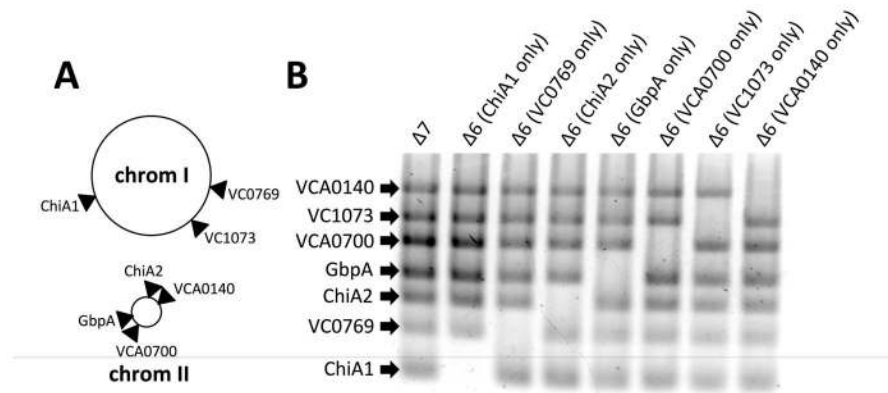 A
chrom I
ChiA1
VC0769
VC1073
ChiA2
VCA0140
GbpA
VCA0700
chrom II
B
Δ7
Δ6 (ChiA1 only)
Δ6 (VC0769 only)
Δ6 (ChiA2 only)
Δ6 (GbpA only)
Δ6 (VCA0700 only)
Δ6 (VC1073 only)
Δ6 (VCA0140 only)
VCA0140
VC1073
VCA0700
GbpA
ChiA2
VC0769
ChiA1